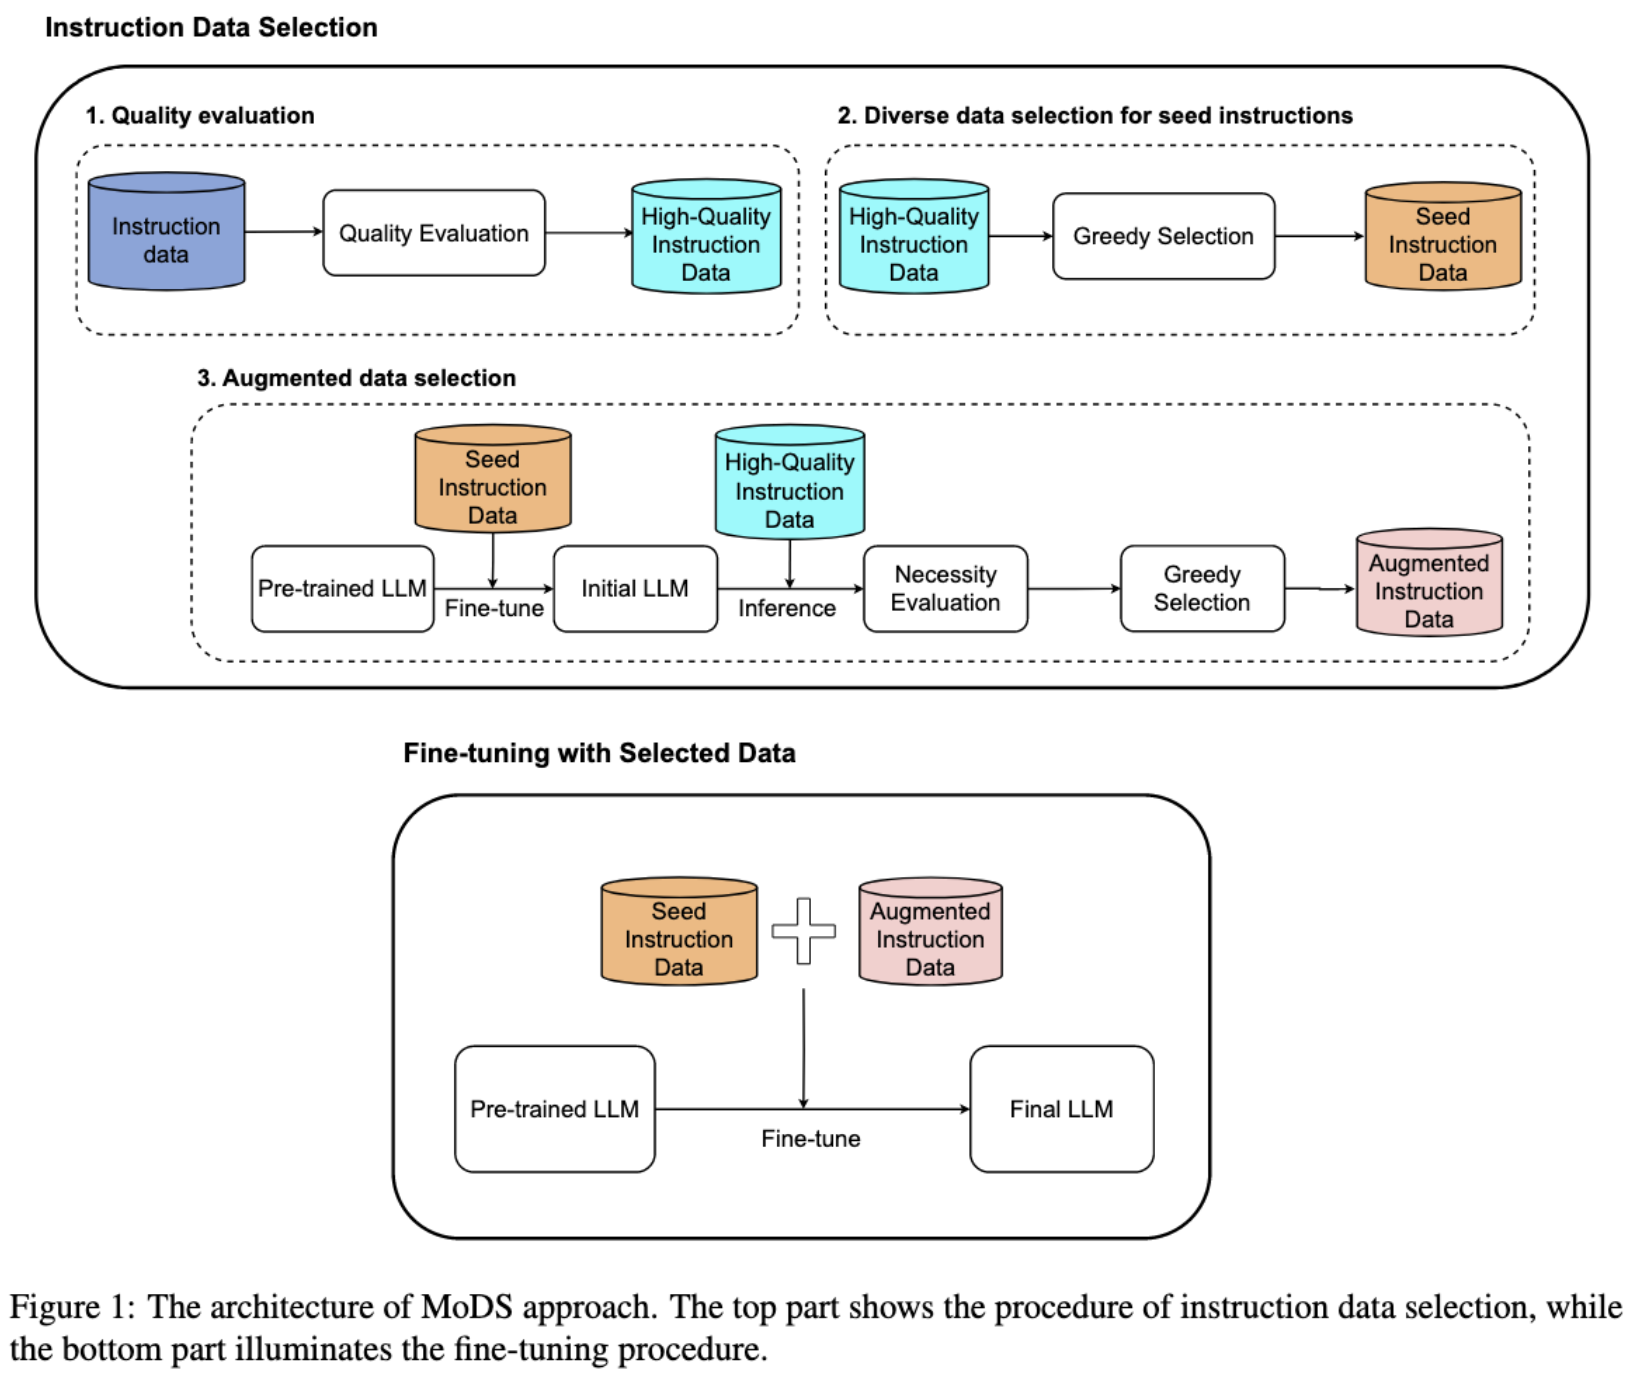 Instruction Data Selection
1. Quality evaluation
Instruction
data
Quality Evaluation
High-Quality
Instruction
Data
2. Diverse data selection for seed instructions
High-Quality
Instruction
Data
Greedy Selection
Seed
Instruction
Data
3. Augmented data selection
Seed
Instruction
Data
High-Quality
Instruction
Data
Pre-trained LLM
Fine-tune
Initial LLM
Inference
Necessity
Evaluation
Greedy
Selection
Augmented
Instruction
Data
Fine-tuning with Selected Data
Seed
Instruction
Data
Augmented
Instruction
Data
Pre-trained LLM
Fine-tune
Final LLM
Figure 1: The architecture of MoDS approach. The top part shows the procedure of instruction data selection, while
the bottom part illuminates the fine-tuning procedure.